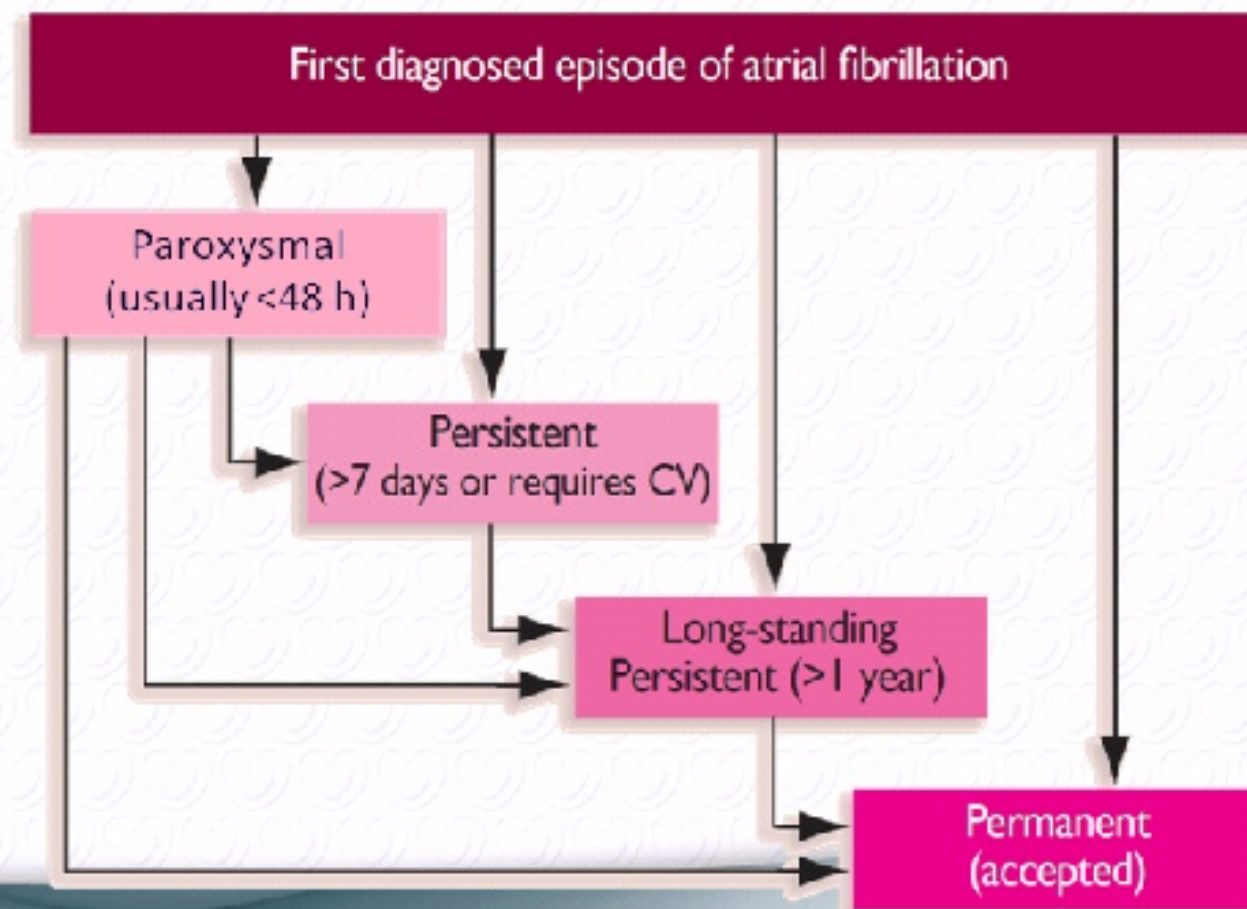 First diagnosed episode of atrial fibrillation
Paroxysmal
(usually <48 h)
Persistent
(>7 days or requires CV)
Long-standing
Persistent (>1 year)
Permanent
(accepted)